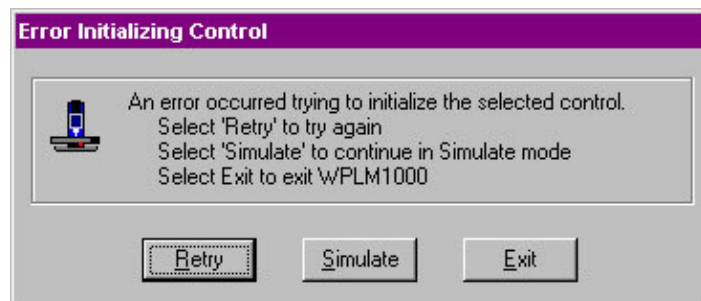 Error Initializing Control
An error occurred trying to initialize the selected control.
Select 'Retry' to try again
Select 'Simulate' to continue in Simulate mode
Select Exit to exit WPLM1000
Retry
Simulate
Exit